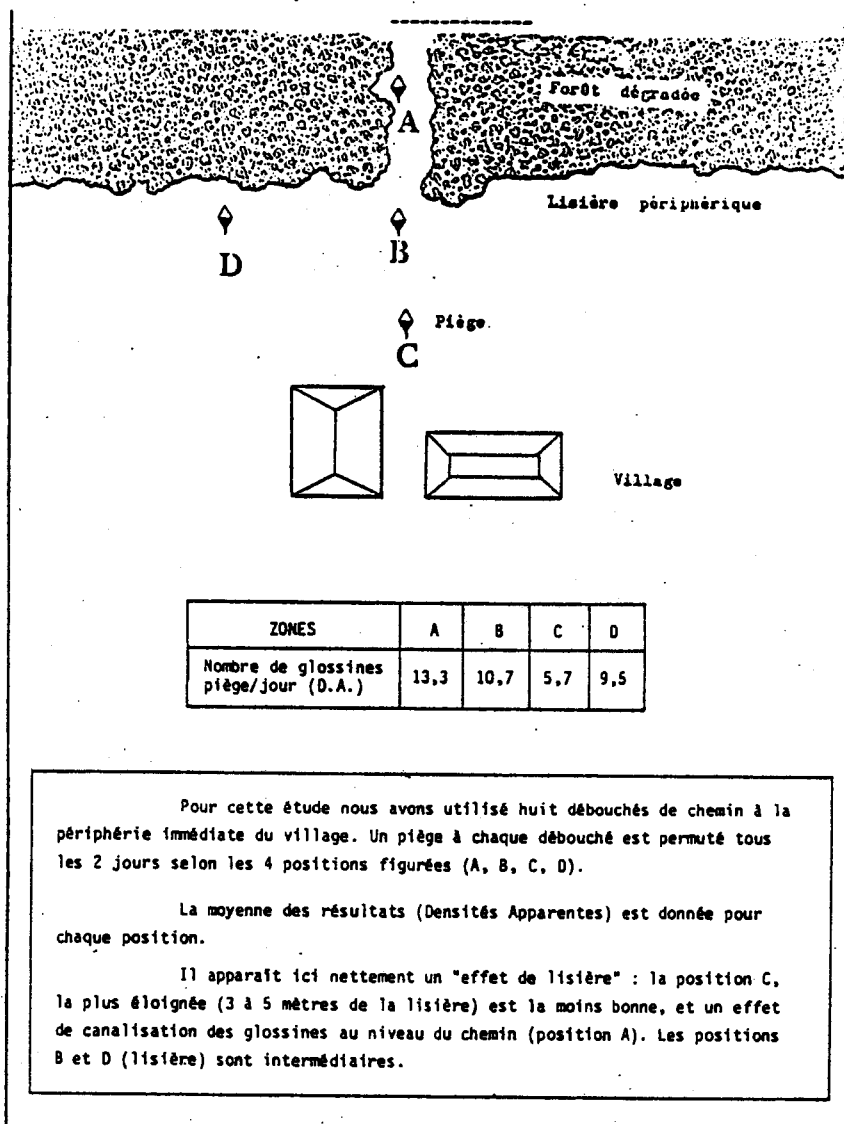 A
Forêt dégradée
Lisière périphérique
D
B
Piège
C
Village
ZONES A B C D
Nombre de glossines
piège/jour (D.A.) 13,3 10,7 5,7 9,5
Pour cette étude nous avons utilisé huit débouchés de chemin à la
périphérie immédiate du village. Un piège à chaque débouché est permuté tous
les 2 jours selon les 4 positions figurées (A, B, C, D).
La moyenne des résultats (Densités Apparentes) est donnée pour
chaque position.
Il apparaît ici nettement un "effet de lisière" : la position C,
la plus éloignée (3 à 5 mètres de la lisière) est la moins bonne, et un effet
de canalisation des glossines au niveau du chemin (position A). Les positions
B et D (lisière) sont intermédiaires.